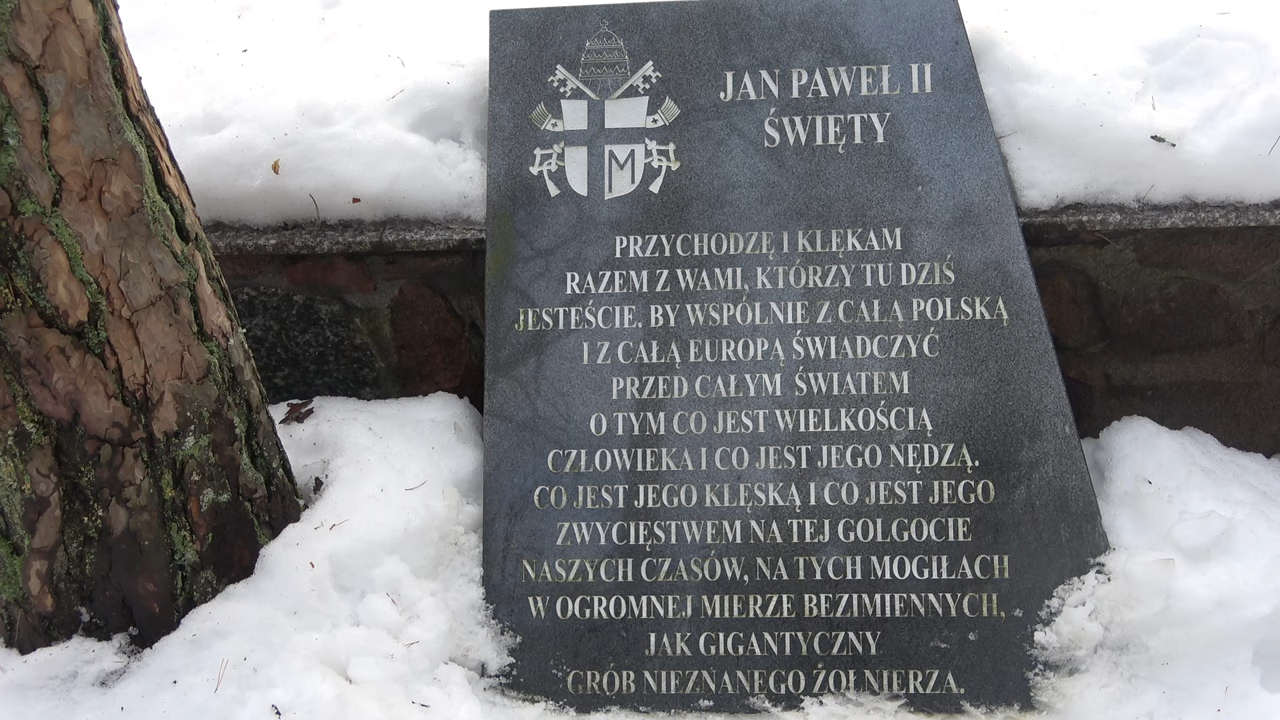 M
JAN PAWEŁ II
ŚWIĘTY
PRZYCHODZĘ I KLĘKAM
RAZEM Z WAMI, KTÓRZY TU DZIŚ
JESTEŚCIE. BY WSPÓLNIE Z CAŁA POLSKĄ
I Z CAŁĄ EUROPĄ ŚWIADCZYĆ
PRZED CAŁYM ŚWIATEM
O TYM CO JEST WIELKOŚCIĄ
CZŁOWIEKA I CO JEST JEGO NĘDZĄ.
CO JEST JEGO KLĘSKĄ I CO JEST JEGO
ZWYCIĘSTWEM NA TEJ GOLGOCIE
NASZYCH CZASÓW, NA TYCH MOGIŁACH
W OGROMNEJ MIERZE BEZIMIENNYCH,
JAK GIGANTYCZNY
GRÓB NIEZNANEGO ŻOŁNIERZA.